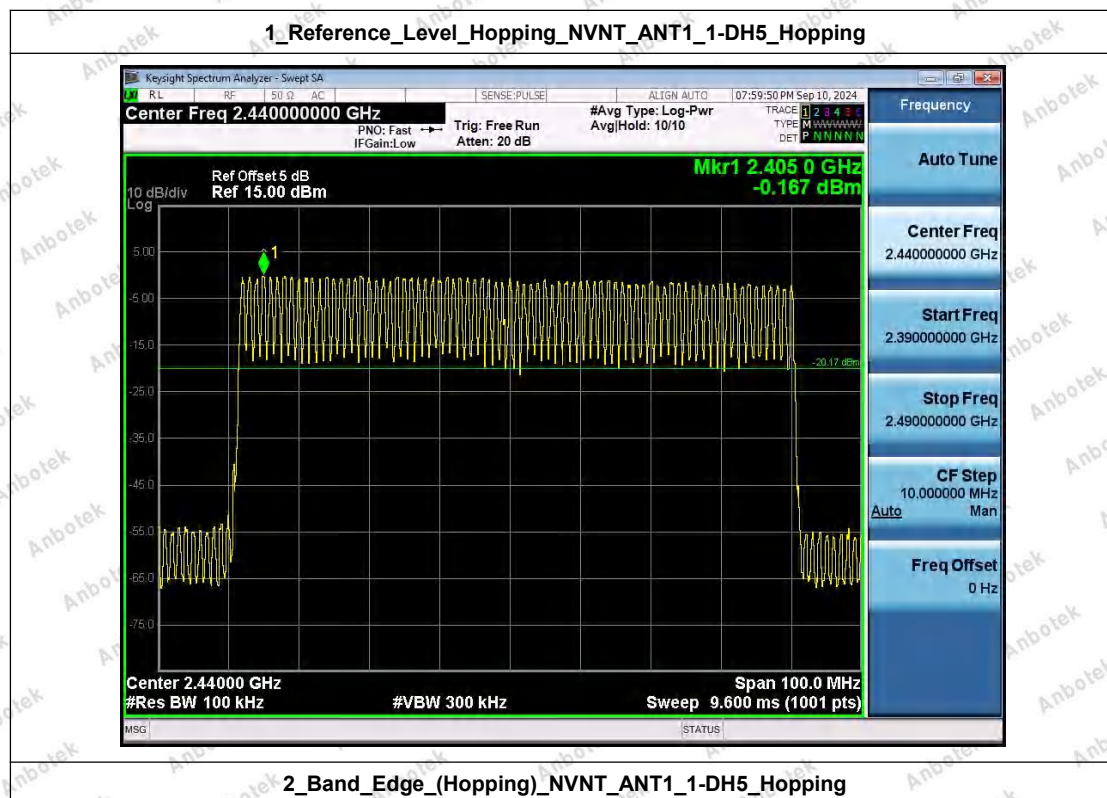 1_Reference_Level_Hopping_NVNT_ANT1_1-DH5_Hopping
Keysight Spectrum Analyzer - Swept SA
RL RF 50 Ω AC SENSE:PULSE ALIGN AUTO 07:59:50 PM Sep 10, 2024
Center Freq 2.440000000 GHz
PNO: Fast
IFGain:Low
Trig: Free Run
Atten: 20 dB
#Avg Type: Log-Pwr
Avg|Hold: 10/10
TRACE 1 2 3 4 5 6
TYPE M WWWWW
DET P N N N N N
Frequency
Auto Tune
Center Freq
2.440000000 GHz
Start Freq
2.390000000 GHz
Stop Freq
2.490000000 GHz
CF Step
10.000000 MHz
Auto Man
Freq Offset
0 Hz
Mkr1 2.405 0 GHz
-0.167 dBm
Ref Offset 5 dB
10 dB/div Ref 15.00 dBm
Log
1
5.00
-5.00
-15.0
-20.17 dBm
-25.0
-35.0
-45.0
-55.0
-65.0
-75.0
Center 2.44000 GHz Span 100.0 MHz
#Res BW 100 kHz #VBW 300 kHz Sweep 9.600 ms (1001 pts)
MSG STATUS
2_Band_Edge_(Hopping)_NVNT_ANT1_1-DH5_Hopping
Anbotek